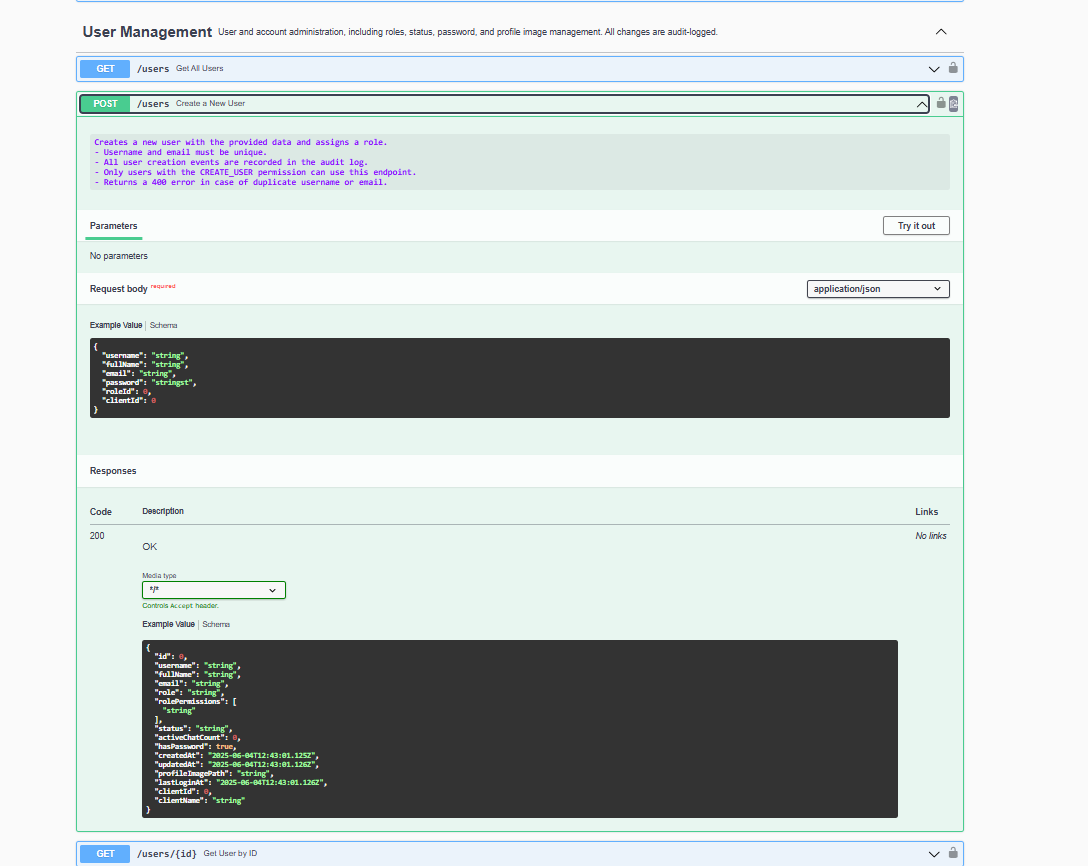 User Management User and account administration, including roles, status, password, and profile image management. All changes are audit-logged.
GET /users Get All Users
POST /users Create a New User
Creates a new user with the provided data and assigns a role.
- Username and email must be unique.
- All user creation events are recorded in the audit log.
- Only users with the CREATE_USER permission can use this endpoint.
- Returns a 400 error in case of duplicate username or email.
Parameters Try it out
No parameters
Request body required application/json
Example Value Schema
{
"username": "string",
"fullName": "string",
"email": "string",
"password": "stringst",
"roleId": 0,
"clientId": 0
}
Responses
Code Description Links
200 No links
OK
Media type
*/*
Controls Accept header.
Example Value Schema
{
"id": 0,
"username": "string",
"fullName": "string",
"email": "string",
"role": "string",
"rolePermissions": [
"string"
],
"status": "string",
"activeChatCount": 0,
"hasPassword": true,
"createdAt": "2025-06-04T12:43:01.125Z",
"updatedAt": "2025-06-04T12:43:01.126Z",
"profileImagePath": "string",
"lastLoginAt": "2025-06-04T12:43:01.126Z",
"clientId": 0,
"clientName": "string"
}
GET /users/{id} Get User by ID